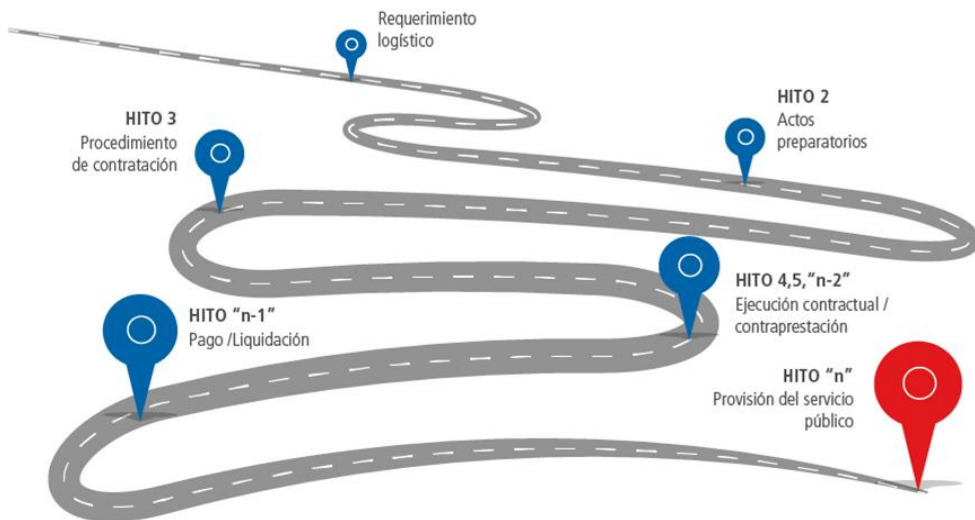 Requerimiento
logístico
HITO 2
Actos
preparatorios
HITO 3
Procedimiento
de contratación
HITO 4,5,“n-2”
Ejecución contractual /
contraprestación
HITO “n-1”
Pago /Liquidación
HITO “n”
Provisión del servicio
público